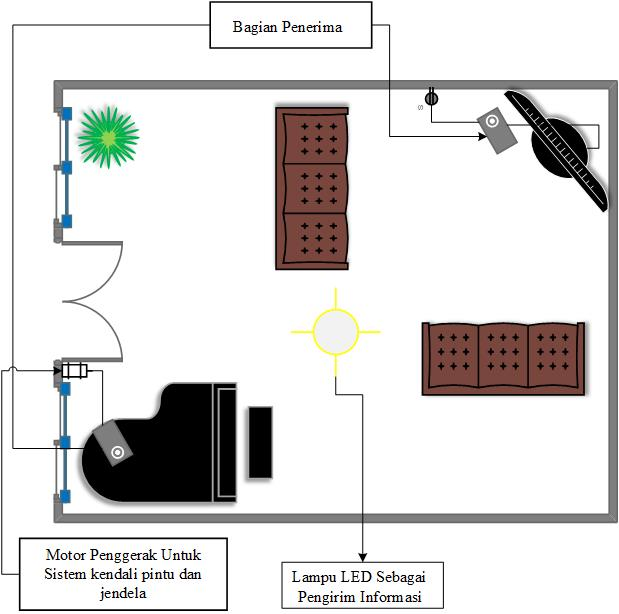 Bagian Penerima
S
Motor Penggerak Untuk
Sistem kendali pintu dan
jendela
Lampu LED Sebagai
Pengirim Informasi